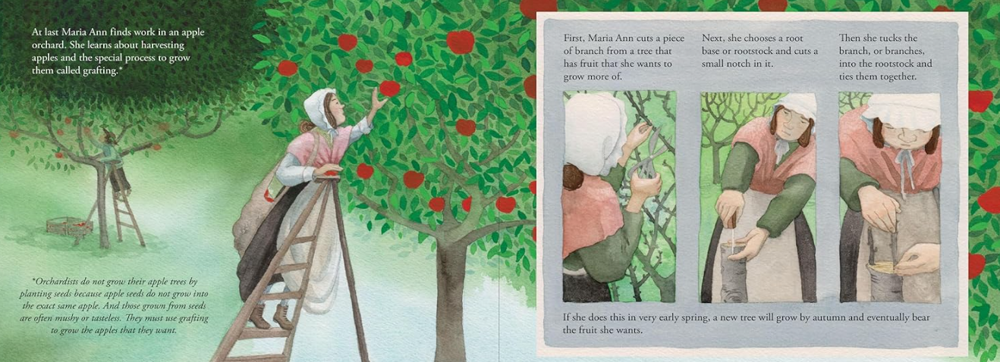 At last Maria Ann finds work in an apple
orchard. She learns about harvesting
apples and the special process to grow
them called grafting.*
*Orchardists do not grow their apple trees by
planting seeds because apple seeds do not grow into
the exact same apple. And those grown from seeds
are often mushy or tasteless. They must use grafting
to grow the apples that they want.
First, Maria Ann cuts a piece
of branch from a tree that
has fruit that she wants to
grow more of.
Next, she chooses a root
base or rootstock and cuts a
small notch in it.
Then she tucks the
branch, or branches,
into the rootstock and
ties them together.
If she does this in very early spring, a new tree will grow by autumn and eventually bear
the fruit she wants.